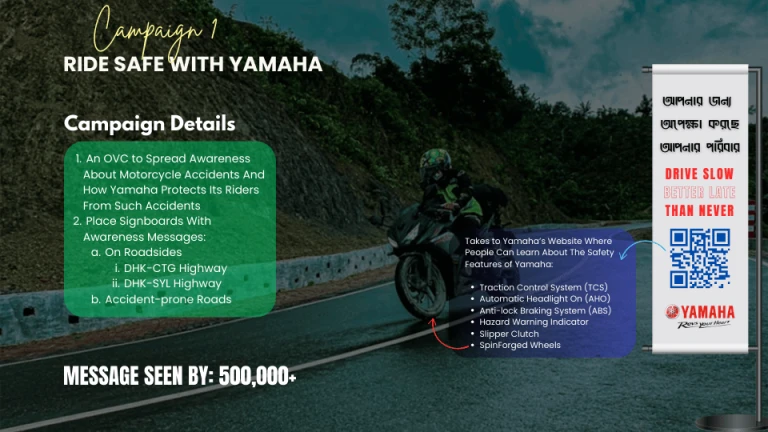 Campaign 1
RIDE SAFE WITH YAMAHA
Campaign Details
1. An OVC to Spread Awareness
About Motorcycle Accidents And
How Yamaha Protects Its Riders
From Such Accidents
2. Place Signboards With
Awareness Messages:
a. On Roadsides
i. DHK-CTG Highway
ii. DHK-SYL Highway
b. Accident-prone Roads
MESSAGE SEEN BY: 500,000+
Takes to Yamaha's Website Where
People Can Learn About The Safety
Features of Yamaha:
• Traction Control System (TCS)
• Automatic Headlight On (AHO)
• Anti-lock Braking System (ABS)
• Hazard Warning Indicator
• Slipper Clutch
• SpinForged Wheels
আপনার জন্য
অপেক্ষা করছে
আপনার পরিবার
DRIVE SLOW
BETTER LATE
THAN NEVER
YAMAHA
Revs Your Heart